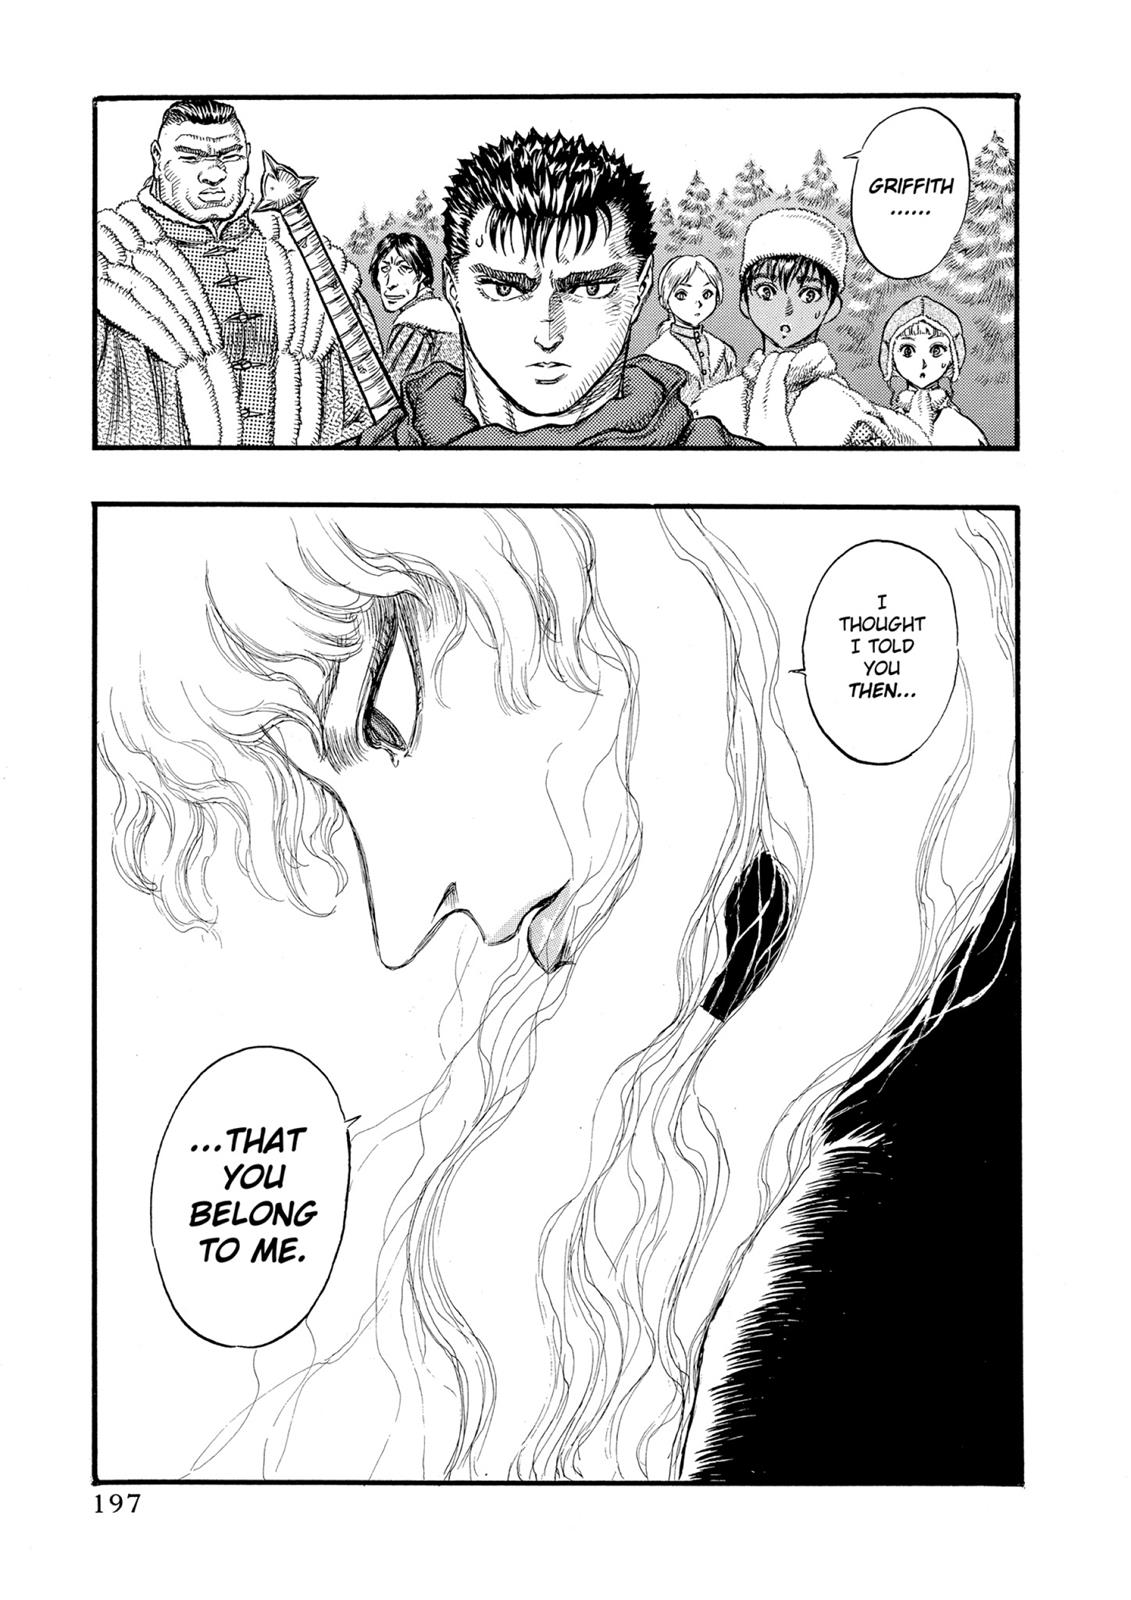 GRIFFITH
......
I
THOUGHT
I TOLD
YOU
THEN...
...THAT
YOU
BELONG
TO ME.
197